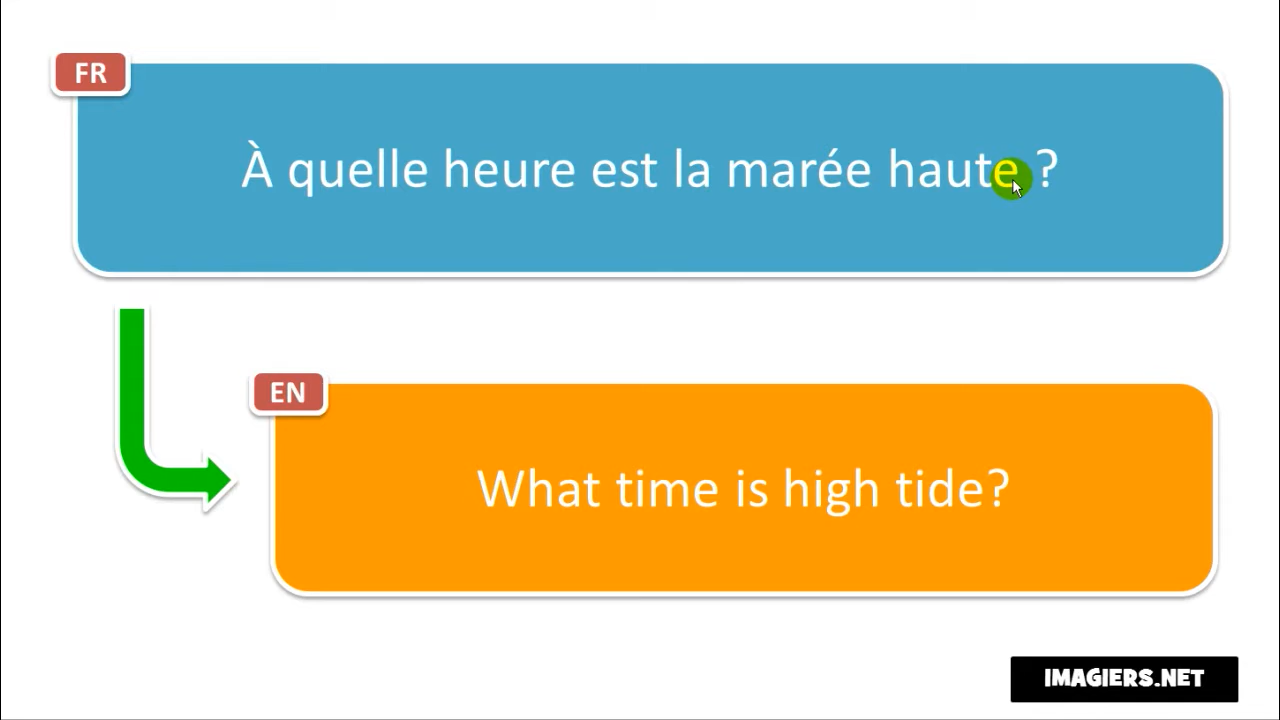 FR
À quelle heure est la marée haute ?
EN
What time is high tide?
IMAGIERS.NET